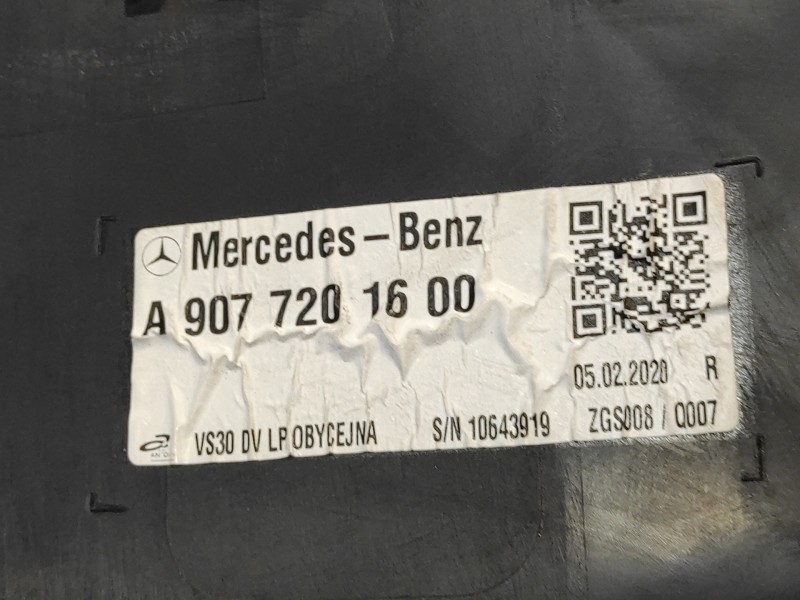 Mercedes-Benz
A 907 720 16 00
05.02.2020 R
VS30 DV LP OBYCEJNA S/N 10643919 ZGS008 / Q007